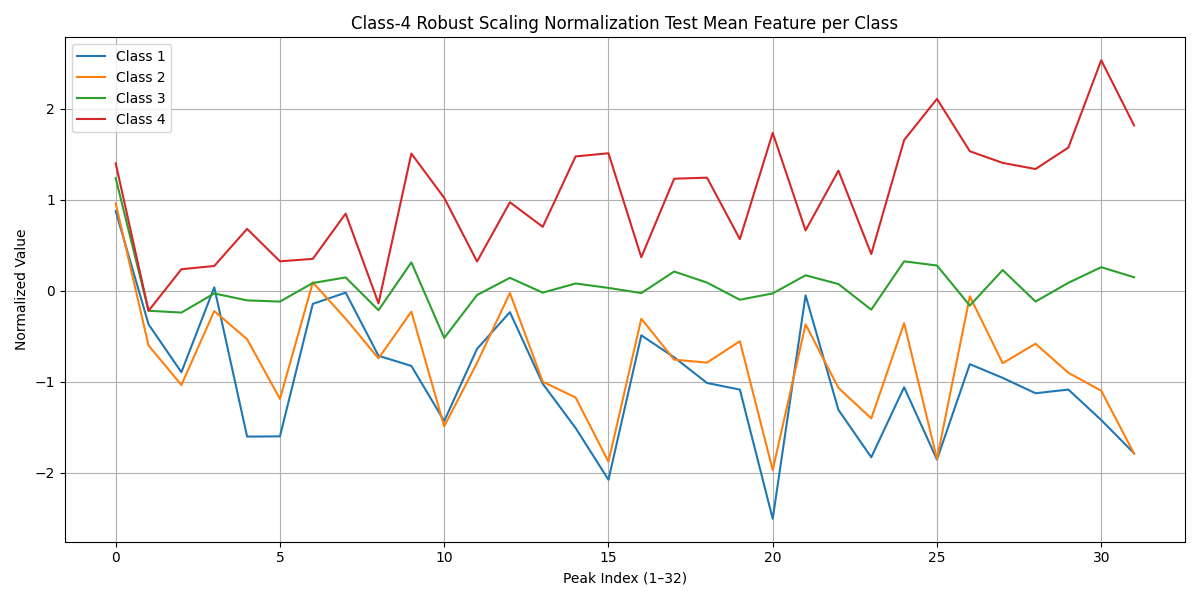 Class-4 Robust Scaling Normalization Test Mean Feature per Class
Class 1
Class 2
Class 3
Class 4
Normalized Value
2
1
0
−1
−2
0 5 10 15 20 25 30
Peak Index (1–32)